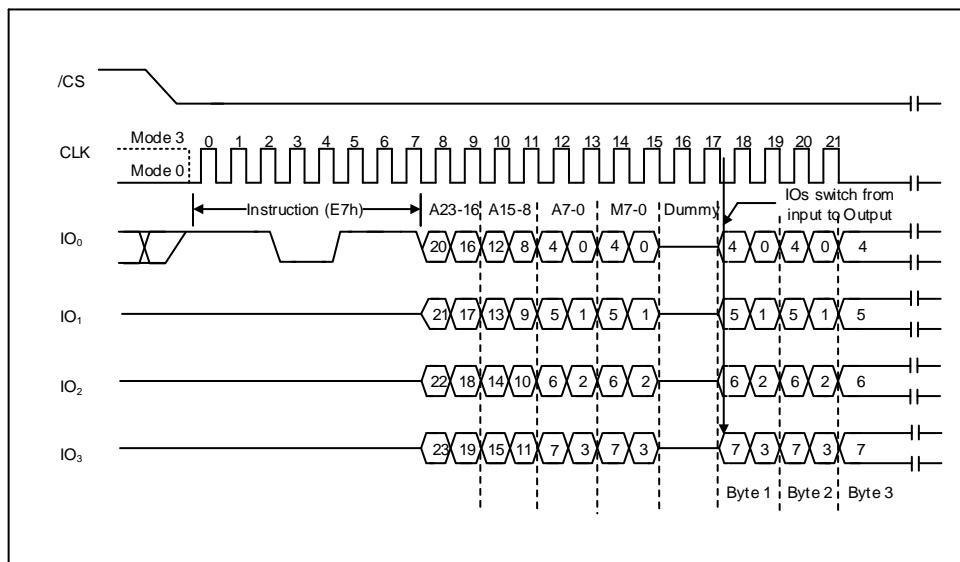 /CS
Mode 3 0 1 2 3 4 5 6 7 8 9 10 11 12 13 14 15 16 17 18 19 20 21
CLK
Mode 0
Instruction (E7h) A23-16 A15-8 A7-0 M7-0 Dummy IOs switch from
input to Output
IO₀ 20 16 12 8 4 0 4 0 4 0 4 0 4
IO₁ 21 17 13 9 5 1 5 1 5 1 5 1 5
IO₂ 22 18 14 10 6 2 6 2 6 2 6 2 6
IO₃ 23 19 15 11 7 3 7 3 7 3 7 3 7
Byte 1 Byte 2 Byte 3